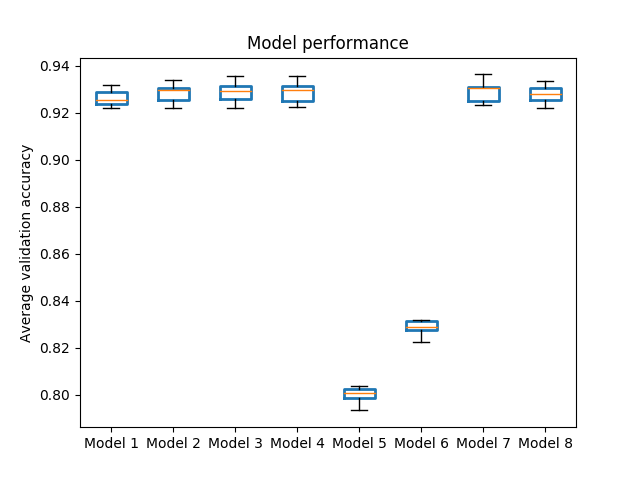 Model performance
Average validation accuracy
0.94
0.92
0.90
0.88
0.86
0.84
0.82
0.80
Model 1 Model 2 Model 3 Model 4 Model 5 Model 6 Model 7 Model 8